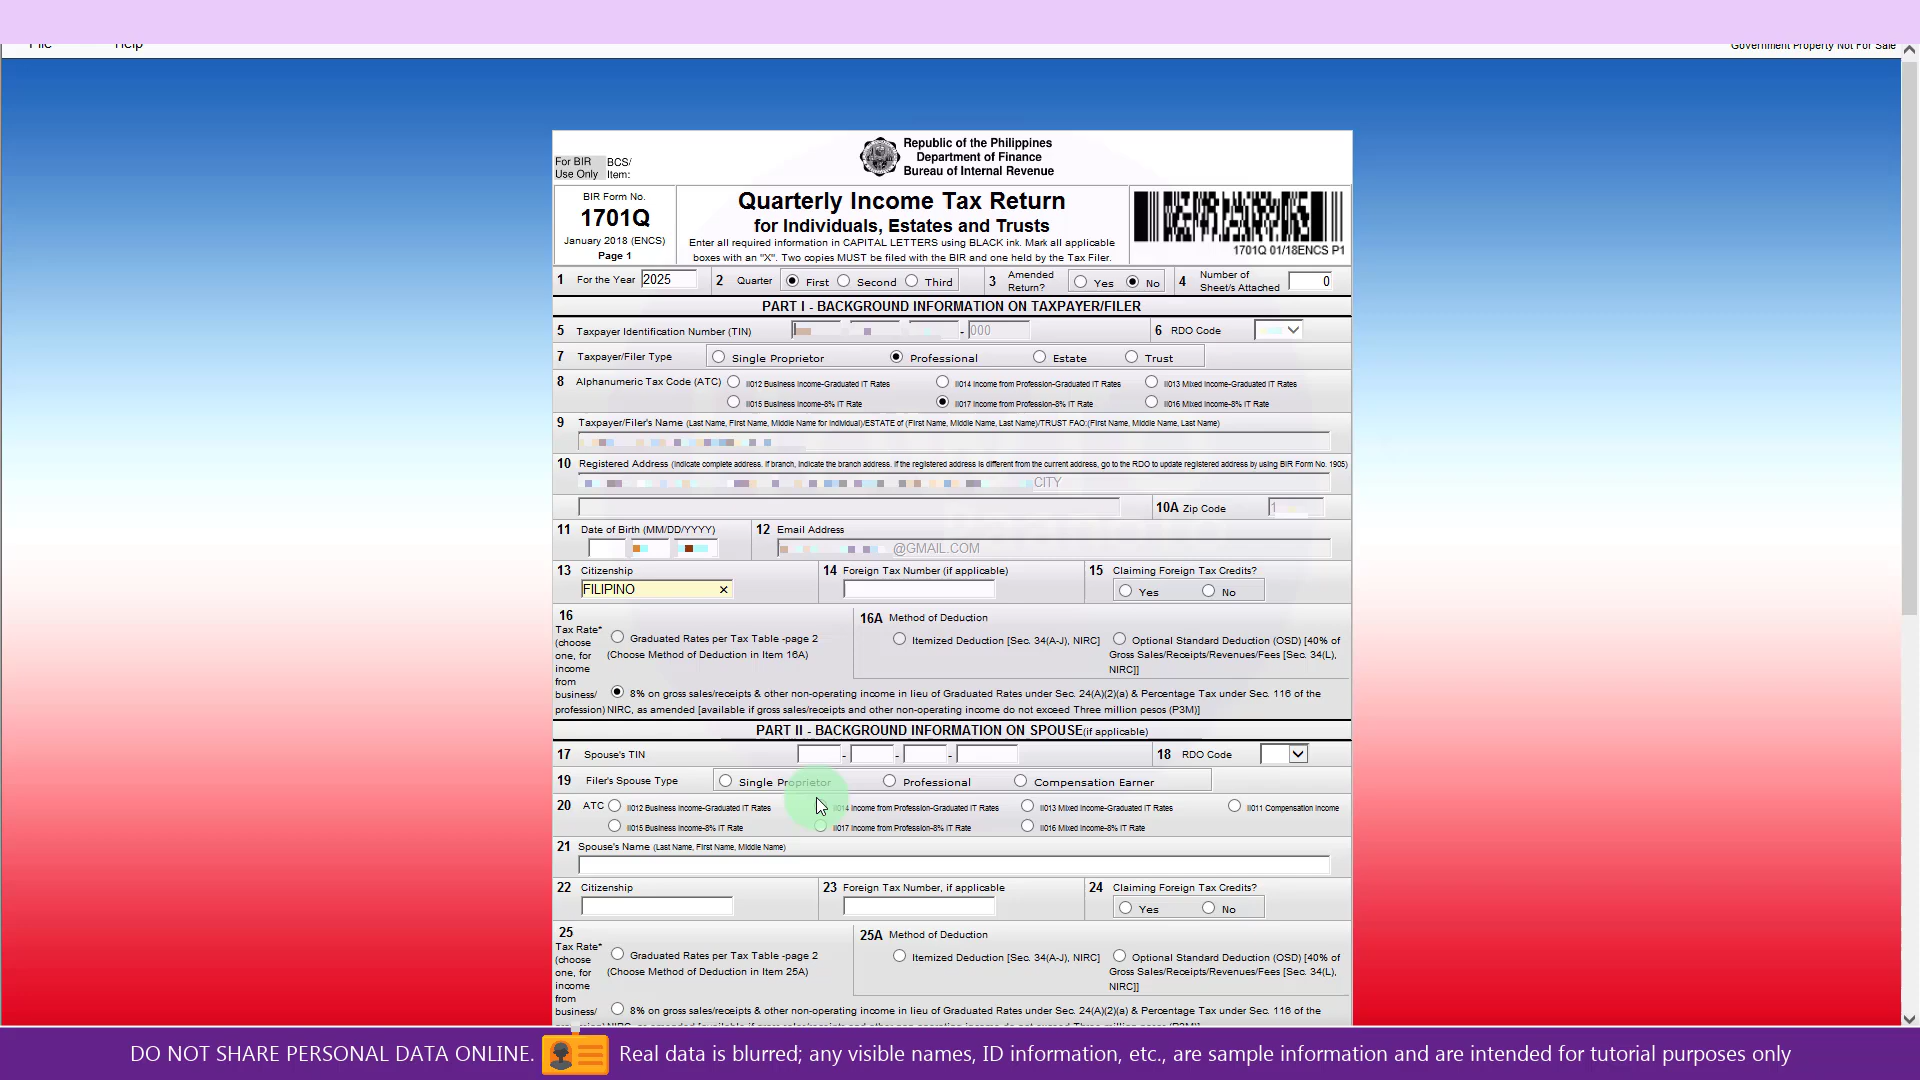 File Help Government Property Not For Sale
Republic of the Philippines
Department of Finance
Bureau of Internal Revenue
For BIR Use Only
BCS/ Item:
BIR Form No.
1701Q
January 2018 (ENCS)
Page 1
Quarterly Income Tax Return
for Individuals, Estates and Trusts
Enter all required information in CAPITAL LETTERS using BLACK ink. Mark all applicable
boxes with an "X". Two copies MUST be filed with the BIR and one held by the Tax Filer.
1701Q 01/18ENCS P1
1 For the Year 2025 2 Quarter First Second Third 3 Amended Return? Yes No 4 Number of Sheet/s Attached 0
PART I - BACKGROUND INFORMATION ON TAXPAYER/FILER
5 Taxpayer Identification Number (TIN) - 000 6 RDO Code
7 Taxpayer/Filer Type Single Proprietor Professional Estate Trust
8 Alphanumeric Tax Code (ATC) II012 Business Income-Graduated IT Rates II014 Income from Profession-Graduated IT Rates II013 Mixed Income-Graduated IT Rates
II015 Business Income-8% IT Rate II017 Income from Profession-8% IT Rate II016 Mixed Income-8% IT Rate
9 Taxpayer/Filer's Name (Last Name, First Name, Middle Name for Individual)/ESTATE of (First Name, Middle Name, Last Name)/TRUST FAO:(First Name, Middle Name, Last Name)
10 Registered Address (Indicate complete address. If branch, indicate the branch address. If the registered address is different from the current address, go to the RDO to update registered address by using BIR Form No. 1905)
CITY
10A Zip Code 1
11 Date of Birth (MM/DD/YYYY) 12 Email Address
@GMAIL.COM
13 Citizenship 14 Foreign Tax Number (if applicable) 15 Claiming Foreign Tax Credits?
FILIPINO × Yes No
16 Tax Rate* (choose one, for income from business/ profession)
Graduated Rates per Tax Table -page 2
(Choose Method of Deduction in Item 16A)
16A Method of Deduction
Itemized Deduction [Sec. 34(A-J), NIRC]
Optional Standard Deduction (OSD) [40% of
Gross Sales/Receipts/Revenues/Fees [Sec. 34(L),
NIRC]]
8% on gross sales/receipts & other non-operating income in lieu of Graduated Rates under Sec. 24(A)(2)(a) & Percentage Tax under Sec. 116 of the
NIRC, as amended [available if gross sales/receipts and other non-operating income do not exceed Three million pesos (P3M)]
PART II - BACKGROUND INFORMATION ON SPOUSE(if applicable)
17 Spouse's TIN - - - 18 RDO Code
19 Filer's Spouse Type Single Proprietor Professional Compensation Earner
20 ATC II012 Business Income-Graduated IT Rates II014 Income from Profession-Graduated IT Rates II013 Mixed Income-Graduated IT Rates II011 Compensation Income
II015 Business Income-8% IT Rate II017 Income from Profession-8% IT Rate II016 Mixed Income-8% IT Rate
21 Spouse's Name (Last Name, First Name, Middle Name)
22 Citizenship 23 Foreign Tax Number, if applicable 24 Claiming Foreign Tax Credits?
Yes No
25 Tax Rate* (choose one, for income from
Graduated Rates per Tax Table -page 2
(Choose Method of Deduction in Item 25A)
25A Method of Deduction
Itemized Deduction [Sec. 34(A-J), NIRC]
Optional Standard Deduction (OSD) [40% of
Gross Sales/Receipts/Revenues/Fees [Sec. 34(L),
NIRC]]
8% on gross sales/receipts & other non-operating income in lieu of Graduated Rates under Sec. 24(A)(2)(a) & Percentage Tax under Sec. 116 of the
DO NOT SHARE PERSONAL DATA ONLINE. Real data is blurred; any visible names, ID information, etc., are sample information and are intended for tutorial purposes only